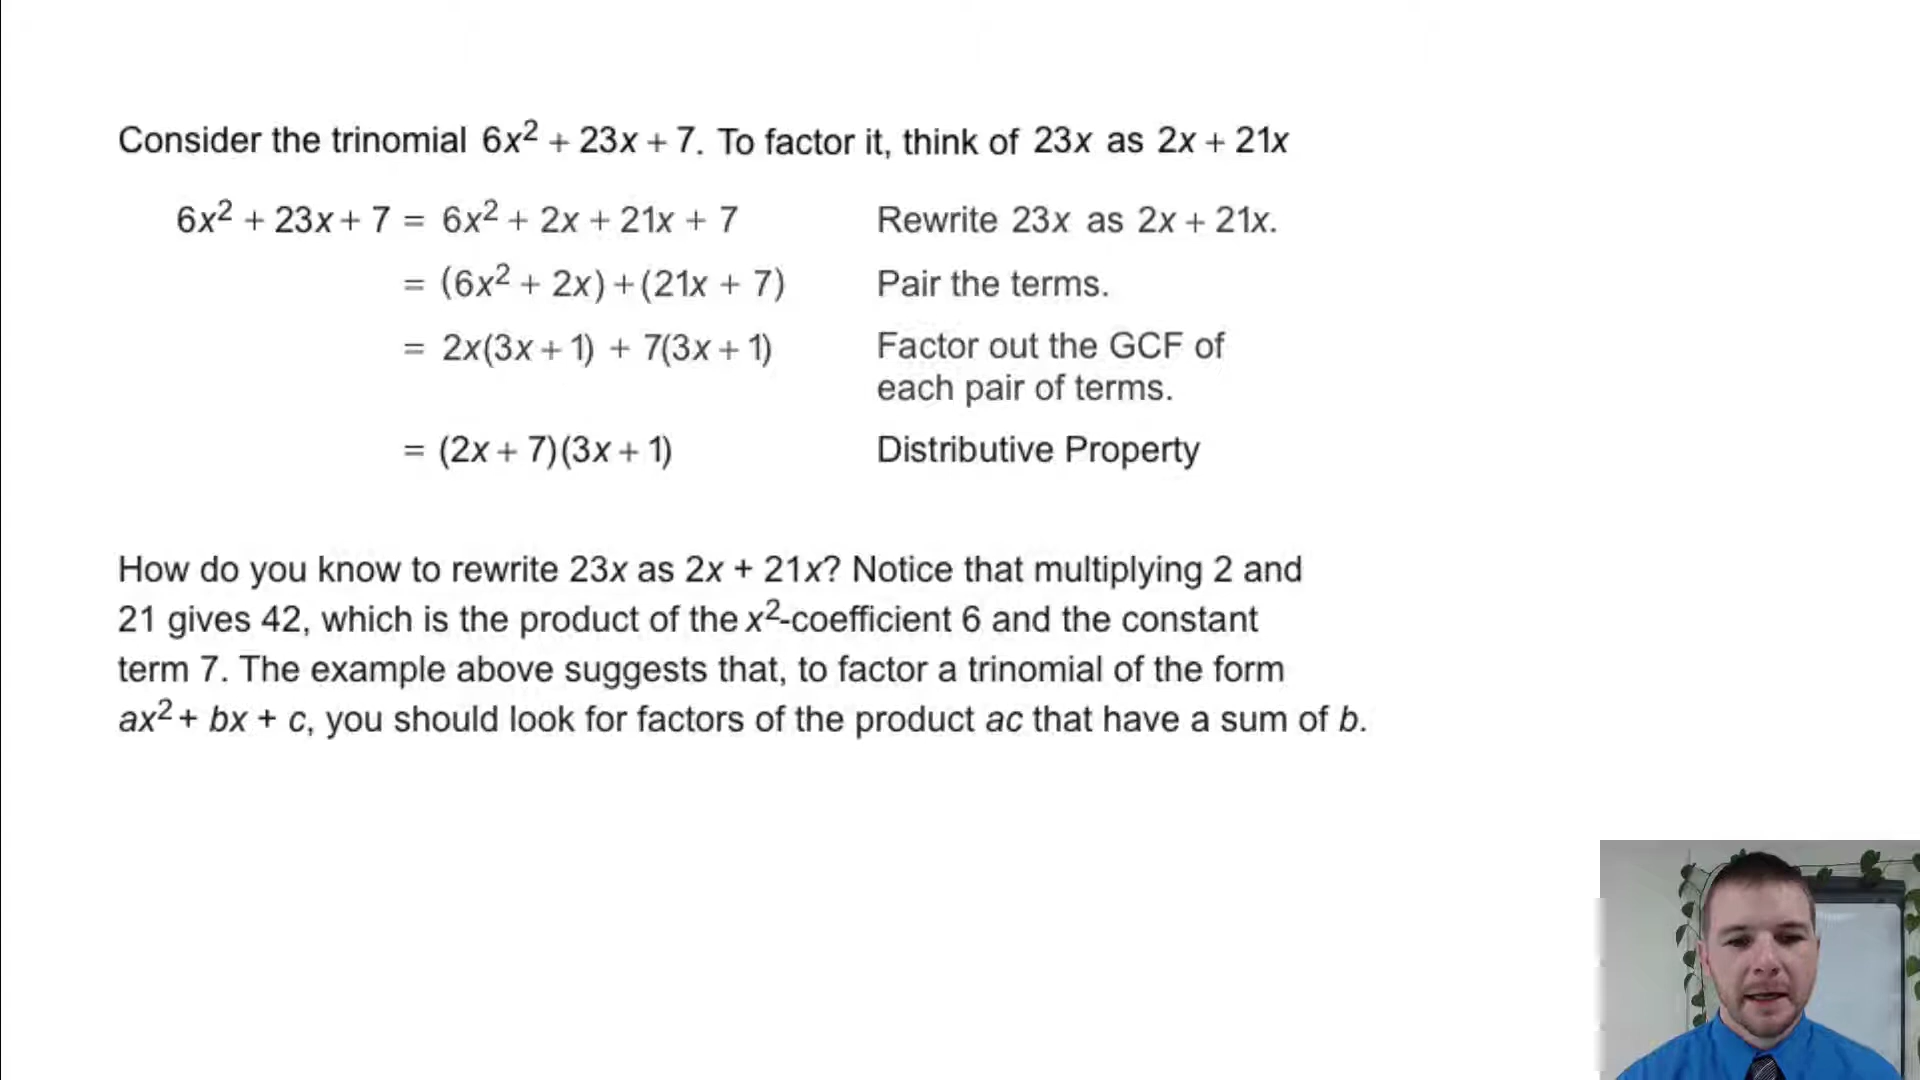 Consider the trinomial 6x² + 23x + 7. To factor it, think of 23x as 2x + 21x
6x² + 23x + 7 = 6x² + 2x + 21x + 7 Rewrite 23x as 2x + 21x.
= (6x² + 2x) + (21x + 7) Pair the terms.
= 2x(3x + 1) + 7(3x + 1) Factor out the GCF of
each pair of terms.
= (2x + 7)(3x + 1) Distributive Property
How do you know to rewrite 23x as 2x + 21x? Notice that multiplying 2 and
21 gives 42, which is the product of the x²-coefficient 6 and the constant
term 7. The example above suggests that, to factor a trinomial of the form
ax² + bx + c, you should look for factors of the product ac that have a sum of b.